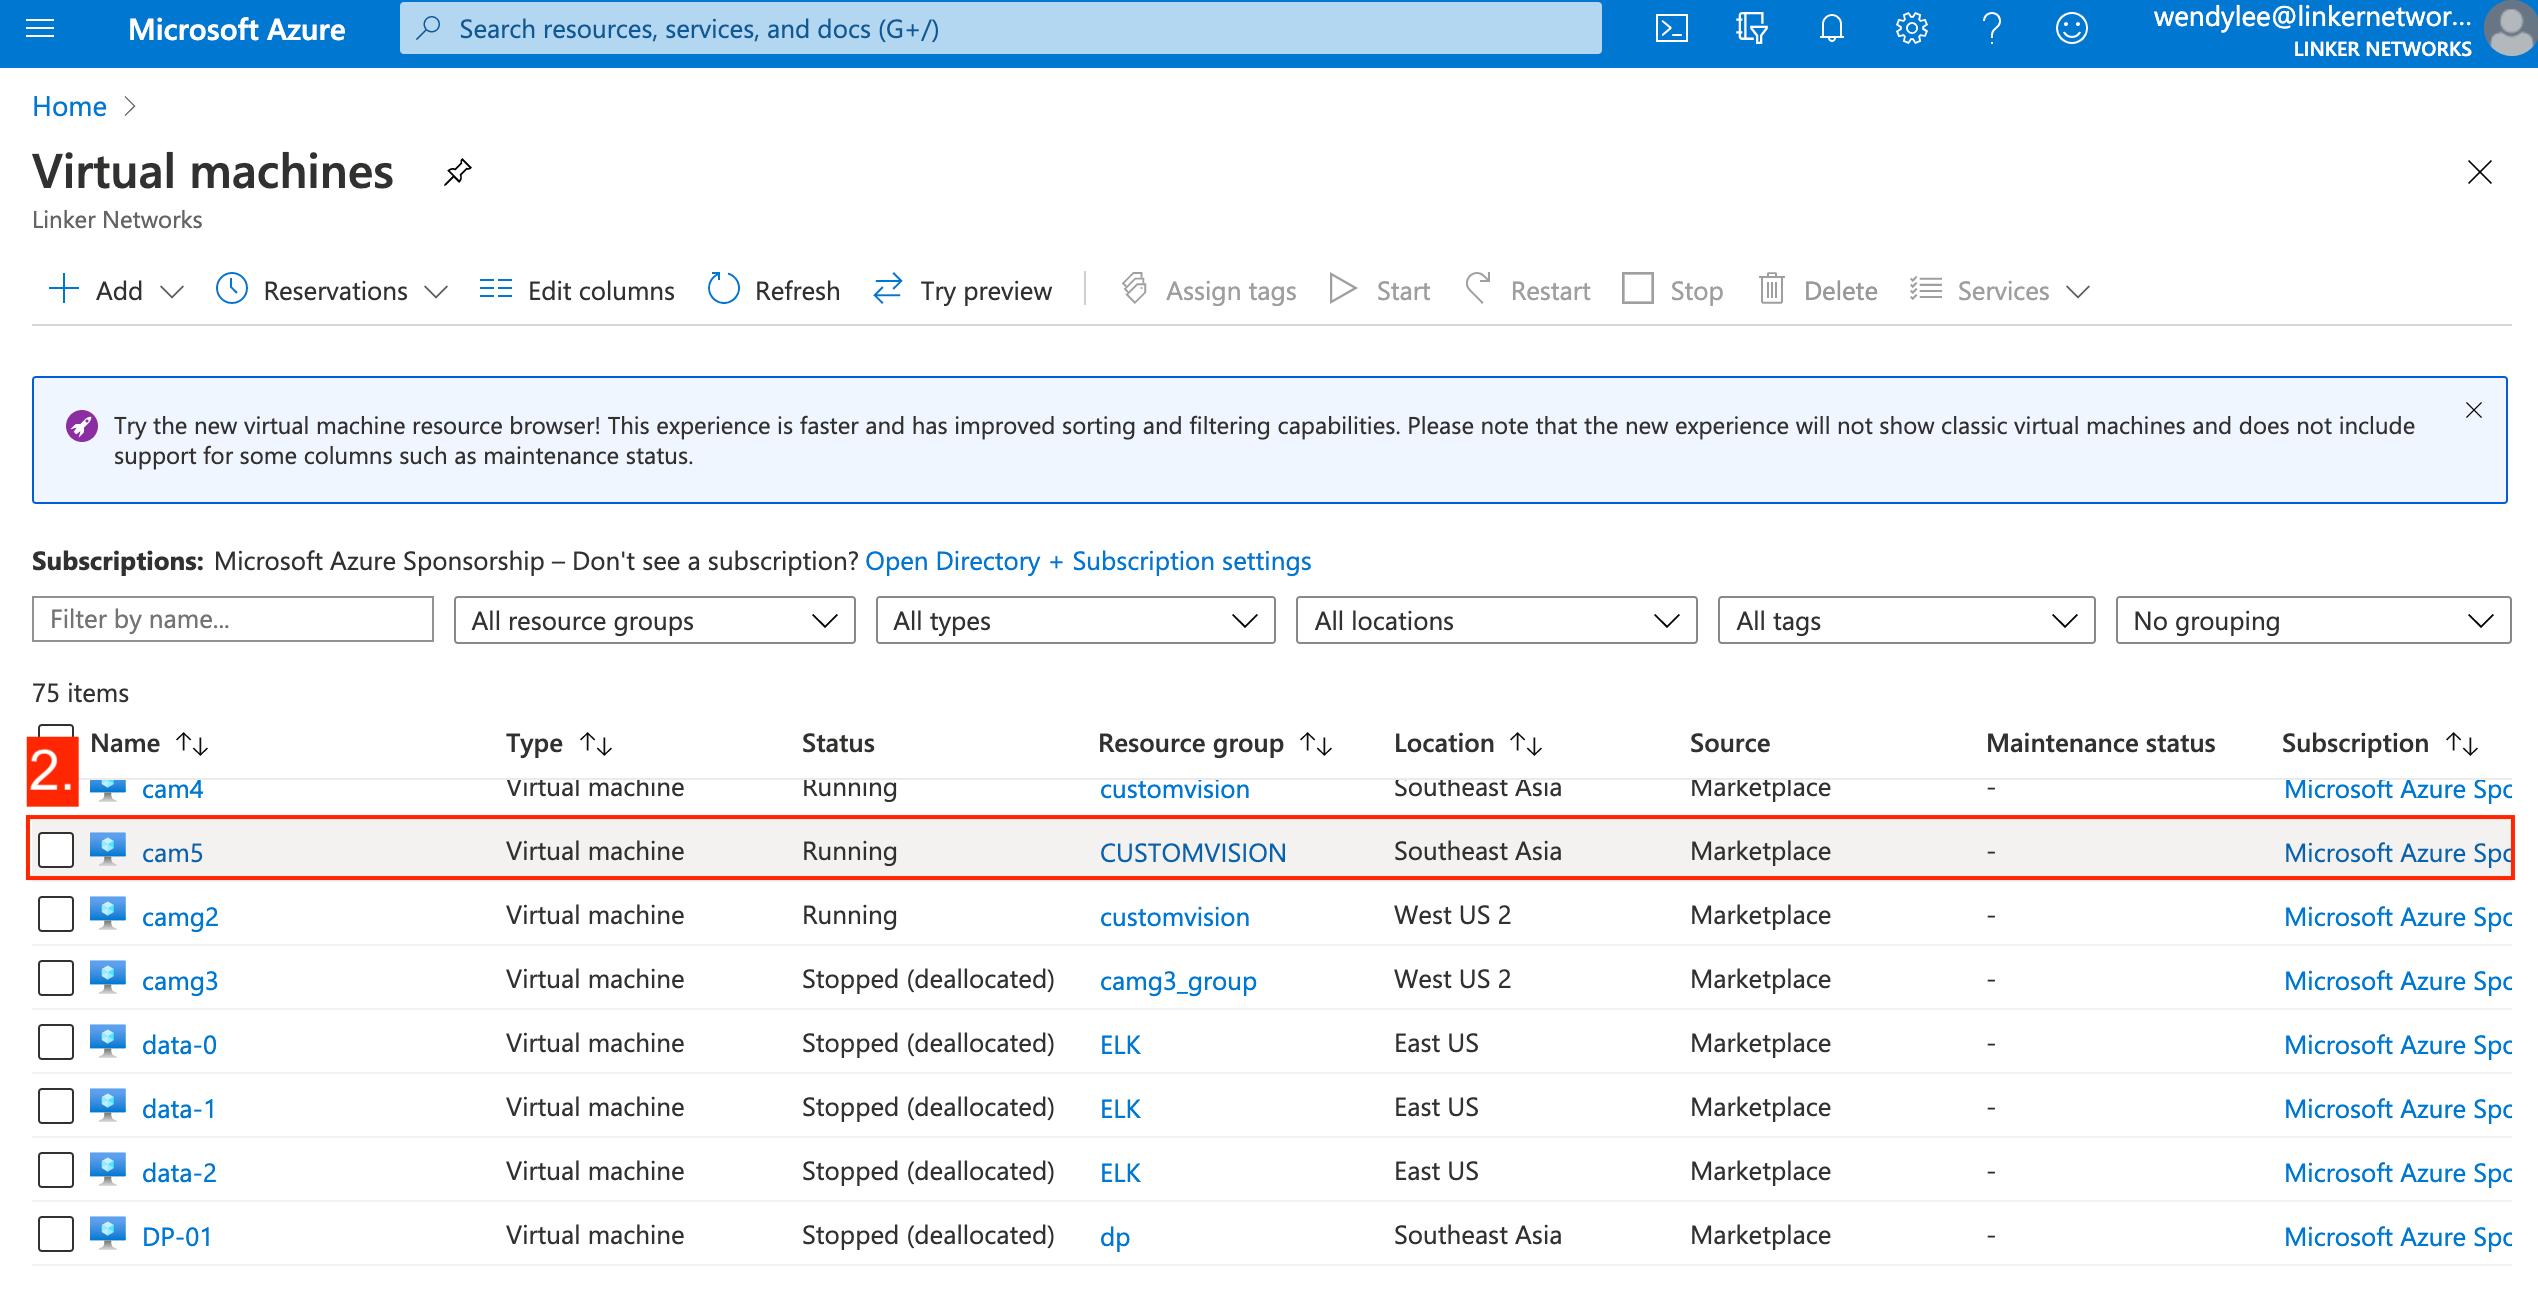 Microsoft Azure
Search resources, services, and docs (G+/)
wendylee@linkernetwor...
LINKER NETWORKS
Home
Virtual machines
Linker Networks
Add Reservations Edit columns Refresh Try preview Assign tags Start Restart Stop Delete Services
Try the new virtual machine resource browser! This experience is faster and has improved sorting and filtering capabilities. Please note that the new experience will not show classic virtual machines and does not include
support for some columns such as maintenance status.
Subscriptions: Microsoft Azure Sponsorship – Don't see a subscription? Open Directory + Subscription settings
Filter by name... All resource groups All types All locations All tags No grouping
75 items
Name Type Status Resource group Location Source Maintenance status Subscription
2.
cam4 Virtual machine Running customvision Southeast Asia Marketplace - Microsoft Azure Spo
cam5 Virtual machine Running CUSTOMVISION Southeast Asia Marketplace - Microsoft Azure Spo
camg2 Virtual machine Running customvision West US 2 Marketplace - Microsoft Azure Spo
camg3 Virtual machine Stopped (deallocated) camg3_group West US 2 Marketplace - Microsoft Azure Spo
data-0 Virtual machine Stopped (deallocated) ELK East US Marketplace - Microsoft Azure Spo
data-1 Virtual machine Stopped (deallocated) ELK East US Marketplace - Microsoft Azure Spo
data-2 Virtual machine Stopped (deallocated) ELK East US Marketplace - Microsoft Azure Spo
DP-01 Virtual machine Stopped (deallocated) dp Southeast Asia Marketplace - Microsoft Azure Spo